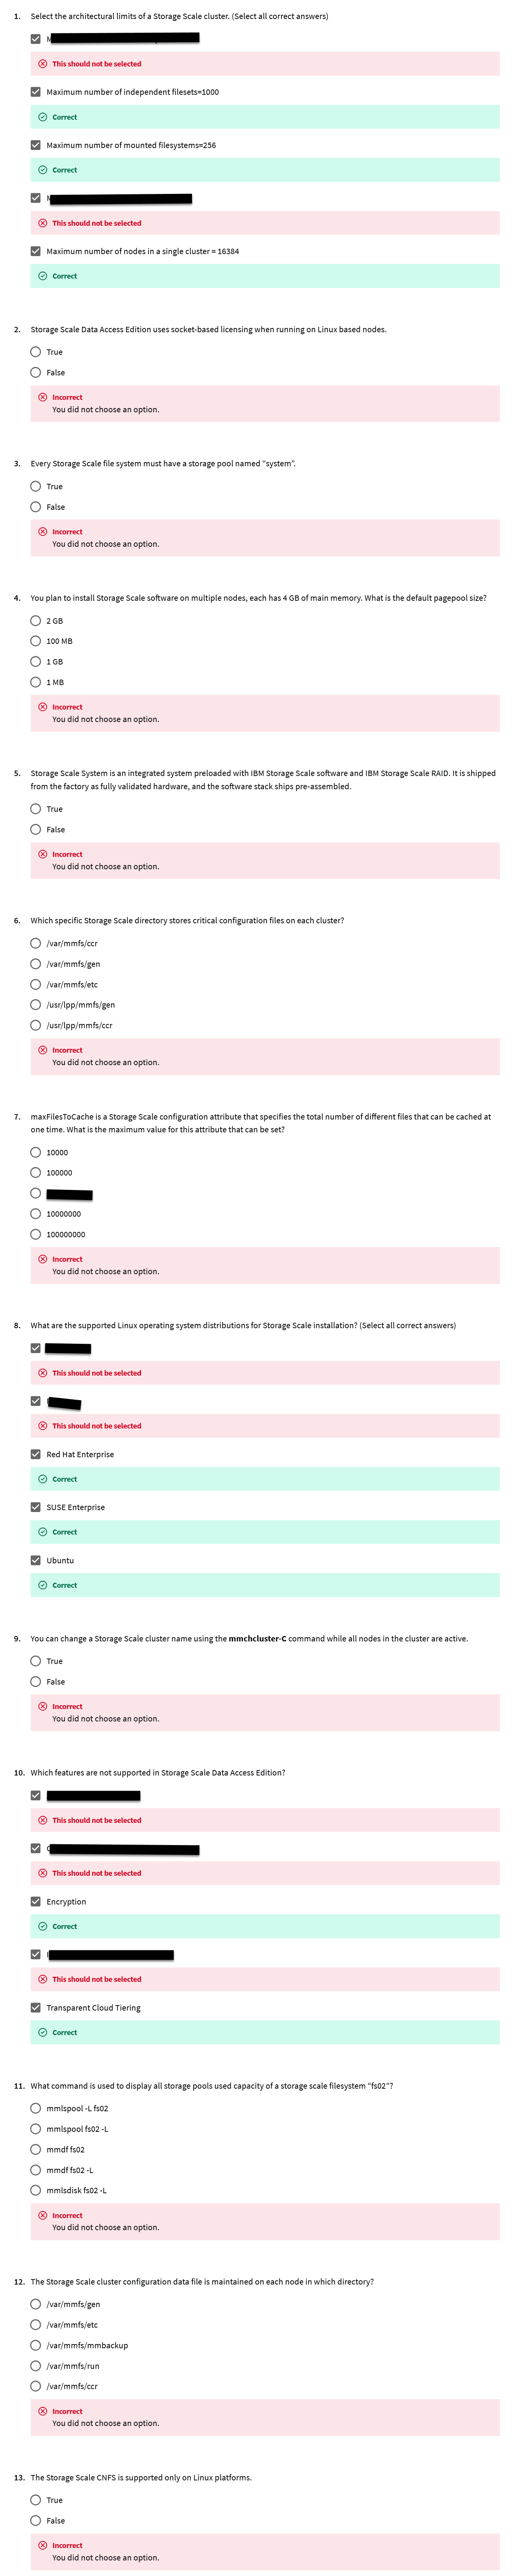 1. Select the architectural limits of a Storage Scale cluster. (Select all correct answers)
This should not be selected
Maximum number of independent filesets=1000
Correct
Maximum number of mounted filesystems=256
Correct
This should not be selected
Maximum number of nodes in a single cluster = 16384
Correct
2. Storage Scale Data Access Edition uses socket-based licensing when running on Linux based nodes.
True
False
Incorrect
You did not choose an option.
3. Every Storage Scale file system must have a storage pool named "system".
True
False
Incorrect
You did not choose an option.
4. You plan to install Storage Scale software on multiple nodes, each has 4 GB of main memory. What is the default pagepool size?
2 GB
100 MB
1 GB
1 MB
Incorrect
You did not choose an option.
5. Storage Scale System is an integrated system preloaded with IBM Storage Scale software and IBM Storage Scale RAID. It is shipped
from the factory as fully validated hardware, and the software stack ships pre-assembled.
True
False
Incorrect
You did not choose an option.
6. Which specific Storage Scale directory stores critical configuration files on each cluster?
/var/mmfs/ccr
/var/mmfs/gen
/var/mmfs/etc
/usr/lpp/mmfs/gen
/usr/lpp/mmfs/ccr
Incorrect
You did not choose an option.
7. maxFilesToCache is a Storage Scale configuration attribute that specifies the total number of different files that can be cached at
one time. What is the maximum value for this attribute that can be set?
10000
100000
10000000
100000000
Incorrect
You did not choose an option.
8. What are the supported Linux operating system distributions for Storage Scale installation? (Select all correct answers)
This should not be selected
This should not be selected
Red Hat Enterprise
Correct
SUSE Enterprise
Correct
Ubuntu
Correct
9. You can change a Storage Scale cluster name using the mmchcluster-C command while all nodes in the cluster are active.
True
False
Incorrect
You did not choose an option.
10. Which features are not supported in Storage Scale Data Access Edition?
This should not be selected
This should not be selected
Encryption
Correct
This should not be selected
Transparent Cloud Tiering
Correct
11. What command is used to display all storage pools used capacity of a storage scale filesystem "fs02"?
mmlspool -L fs02
mmlspool fs02 -L
mmdf fs02
mmdf fs02 -L
mmlsdisk fs02 -L
Incorrect
You did not choose an option.
12. The Storage Scale cluster configuration data file is maintained on each node in which directory?
/var/mmfs/gen
/var/mmfs/etc
/var/mmfs/mmbackup
/var/mmfs/run
/var/mmfs/ccr
Incorrect
You did not choose an option.
13. The Storage Scale CNFS is supported only on Linux platforms.
True
False
Incorrect
You did not choose an option.